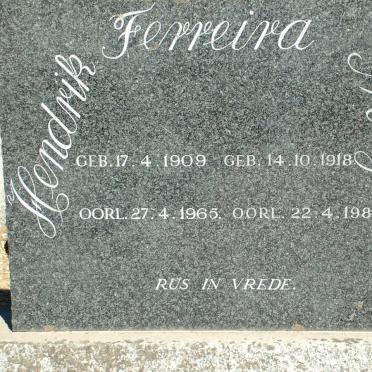 Ferreira
Hendrik
GEB. 17. 4. 1909 GEB. 14. 10. 1918
OORL. 27. 4. 1965. OORL. 22. 4. 198
RUS IN VREDE.